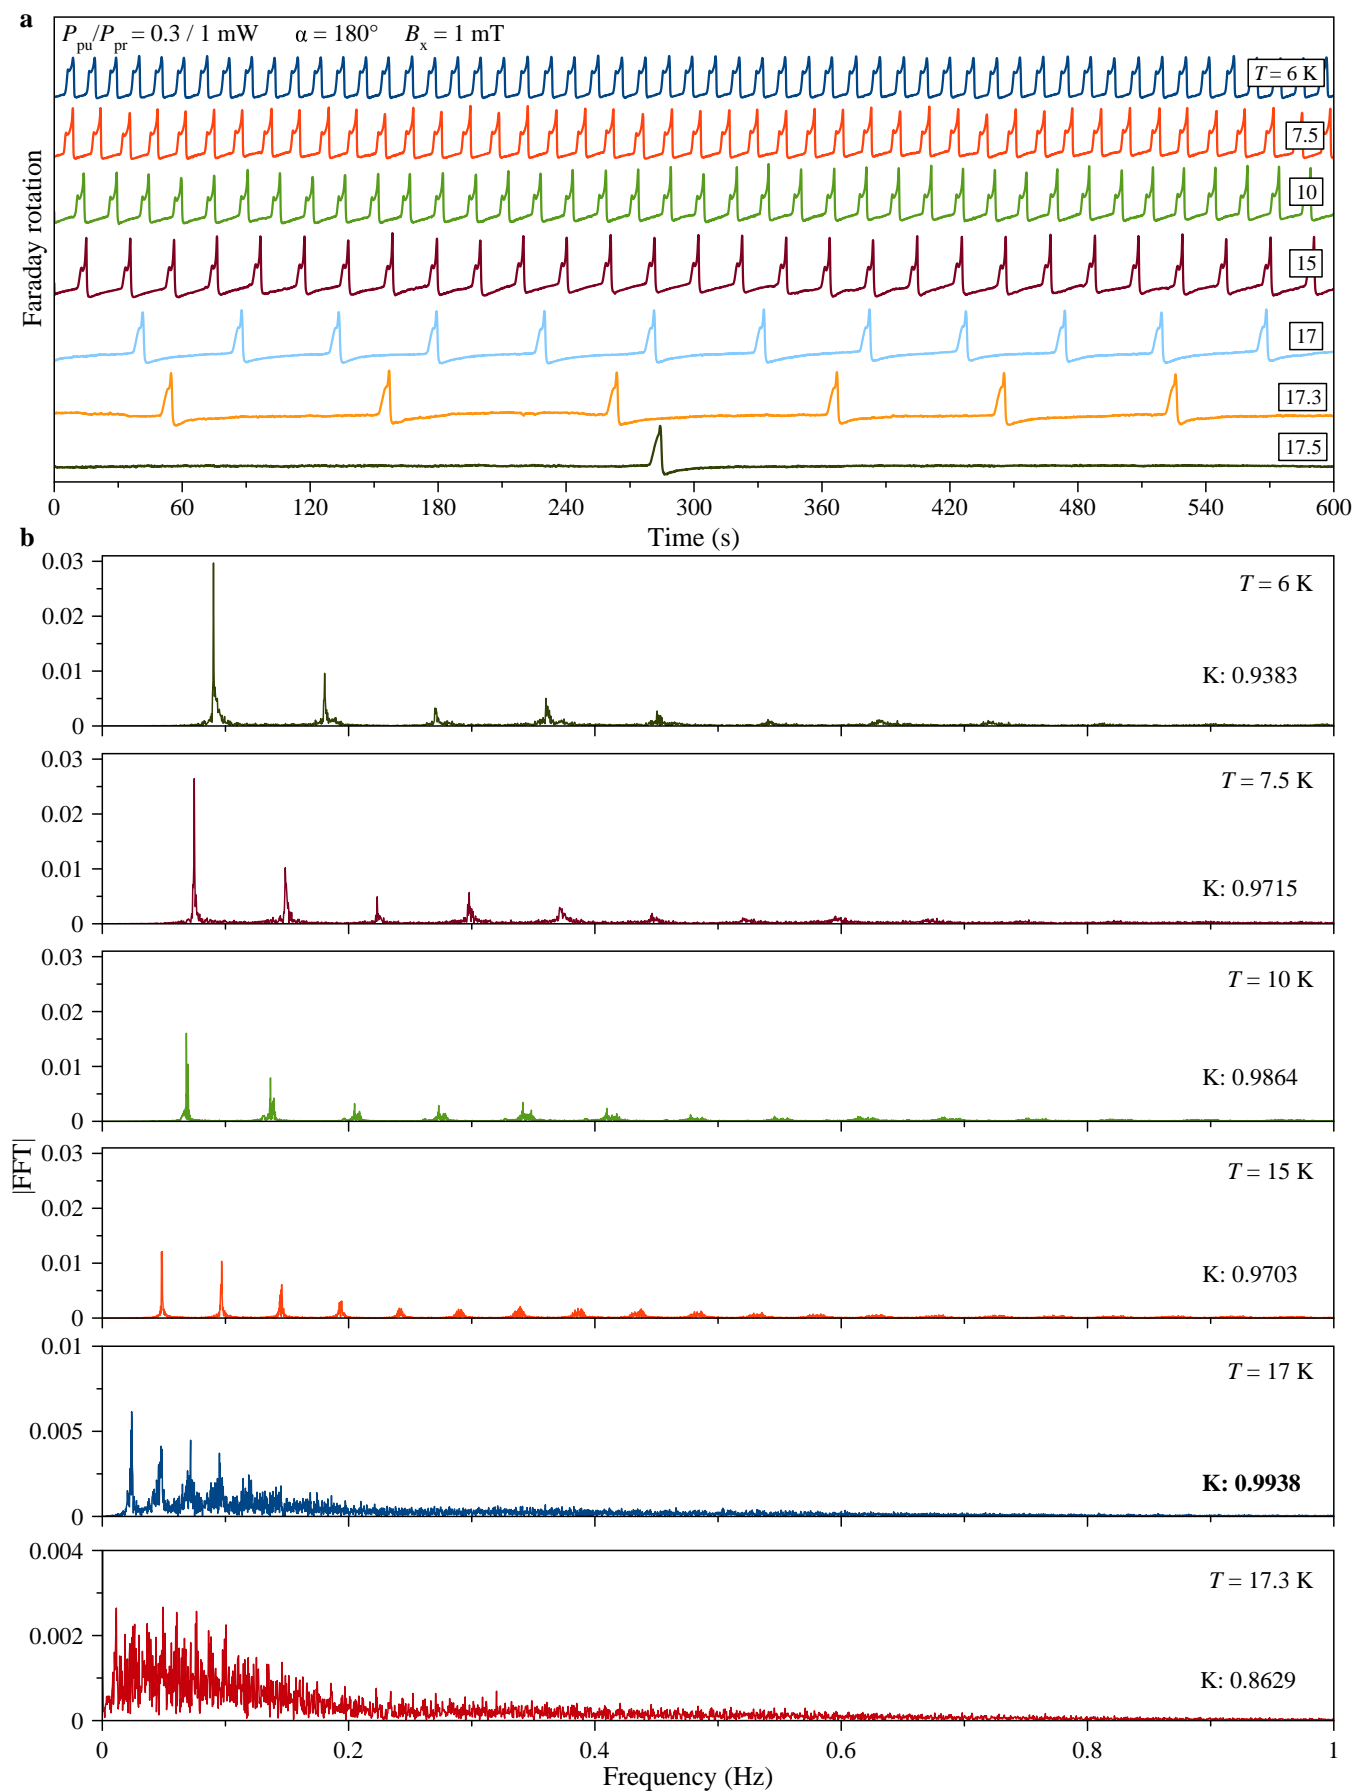 a
P_pu/P_pr = 0.3 / 1 mW α = 180° B_x = 1 mT
T = 6 K
7.5
10
15
17
17.3
17.5
Faraday rotation
0 60 120 180 240 300 360 420 480 540 600
Time (s)
b
0.03
0.02
0.01
0
T = 6 K
K: 0.9383
0.03
0.02
0.01
0
T = 7.5 K
K: 0.9715
0.03
0.02
0.01
0
T = 10 K
K: 0.9864
|FFT|
0.03
0.02
0.01
0
T = 15 K
K: 0.9703
0.01
0.005
0
T = 17 K
K: 0.9938
0.004
0.002
0
T = 17.3 K
K: 0.8629
0 0.2 0.4 0.6 0.8 1
Frequency (Hz)